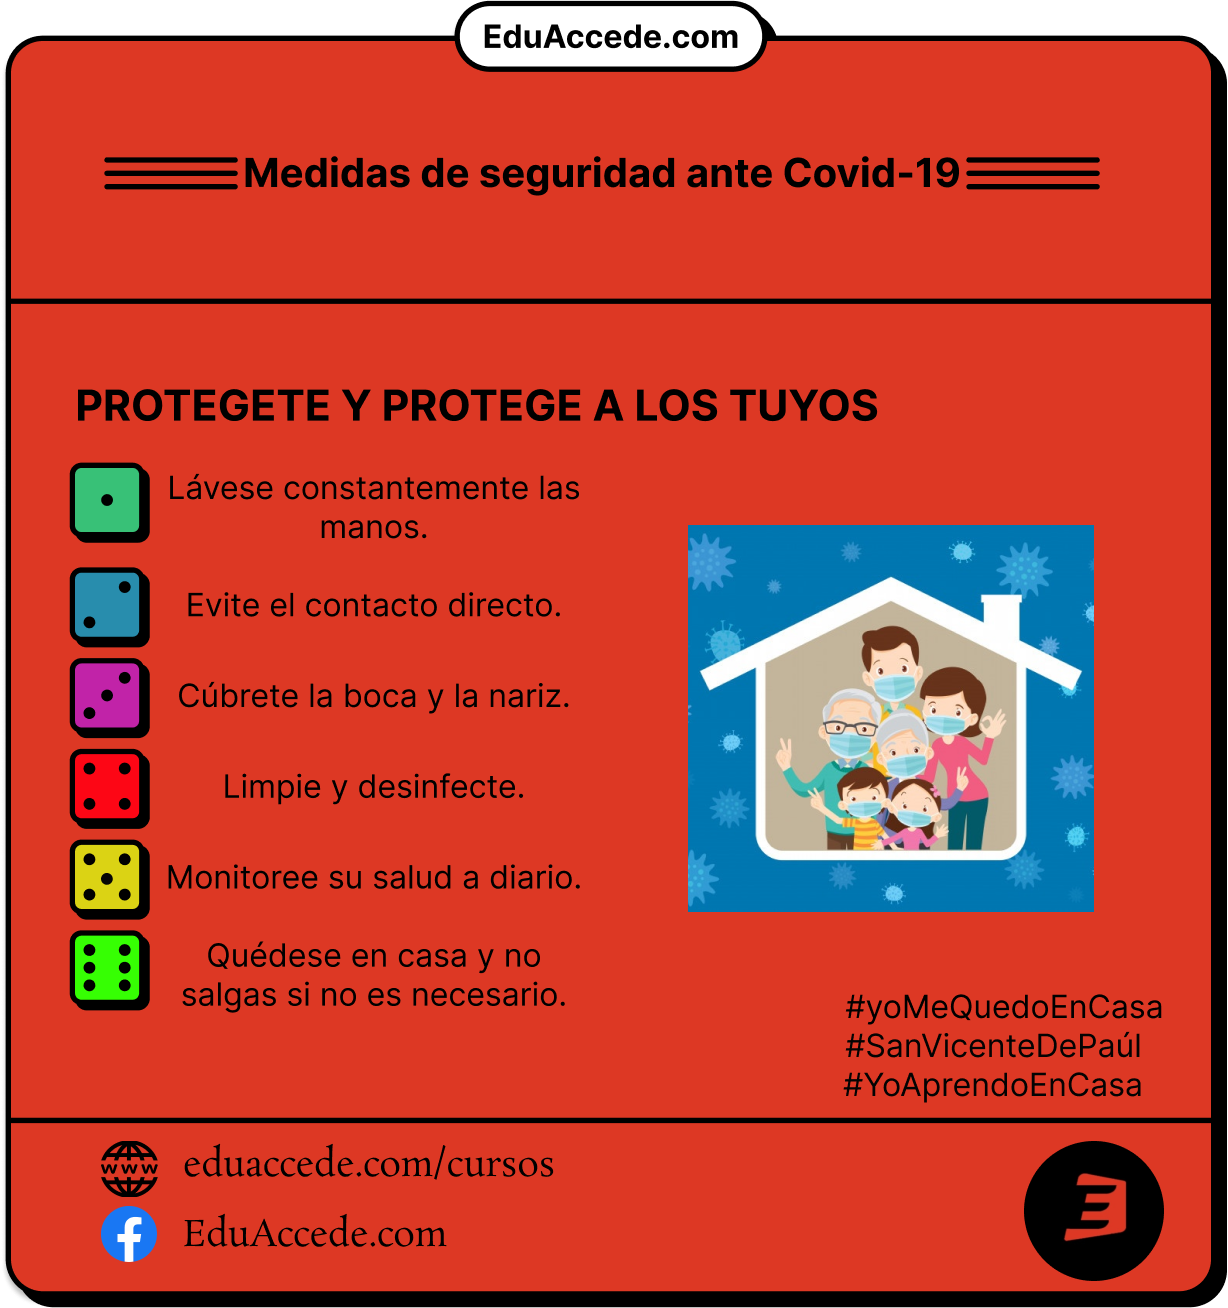 EduAccede.com
Medidas de seguridad ante Covid-19
PROTEGETE Y PROTEGE A LOS TUYOS
Lávese constantemente las
manos.
Evite el contacto directo.
Cúbrete la boca y la nariz.
Limpie y desinfecte.
Monitoree su salud a diario.
Quédese en casa y no
salgas si no es necesario.
#yoMeQuedoEnCasa
#SanVicenteDePaúl
#YoAprendoEnCasa
www
eduaccede.com/cursos
EduAccede.com